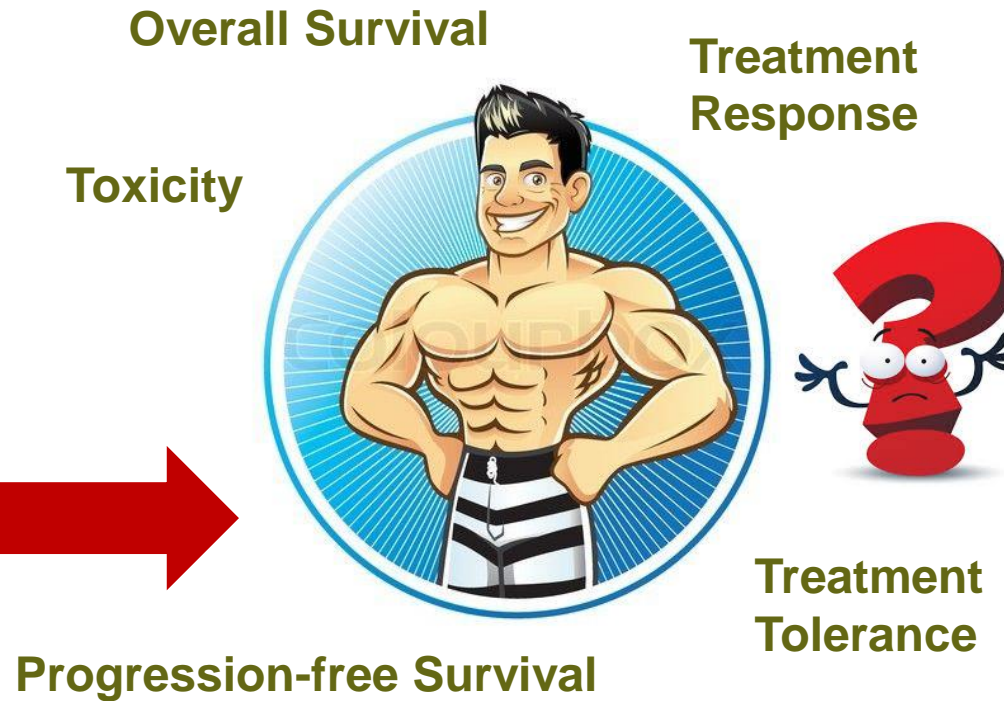 Overall Survival
Treatment
Response
Toxicity
Treatment
Tolerance
Progression-free Survival